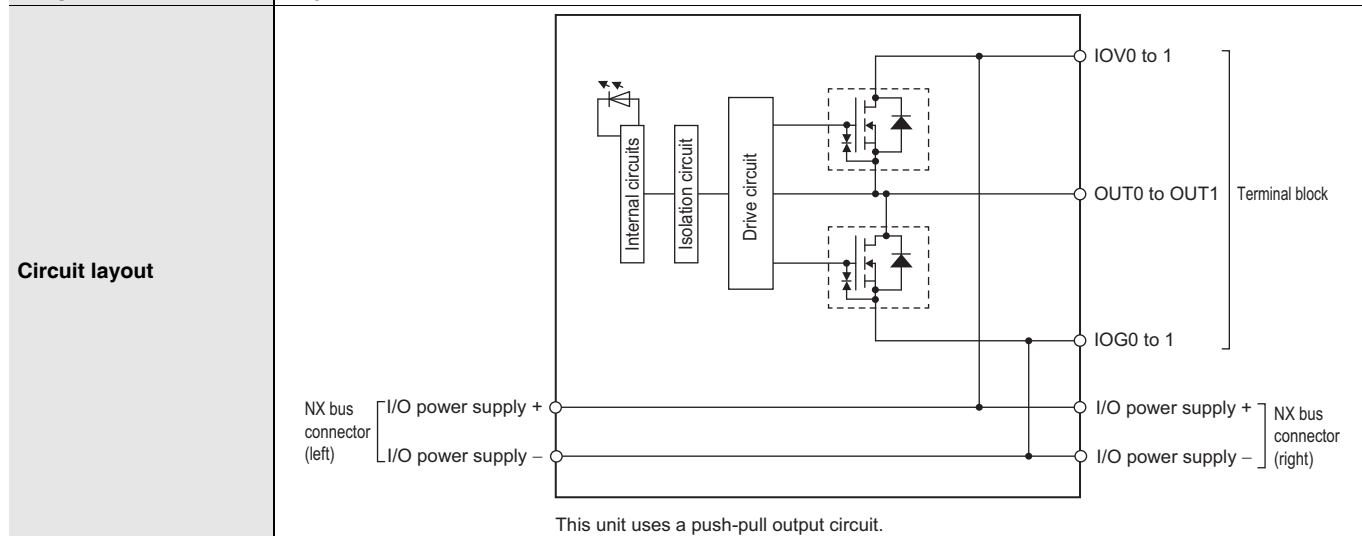 Circuit layout
Internal circuits
Isolation circuit
Drive circuit
IOV0 to 1
OUT0 to OUT1
Terminal block
IOG0 to 1
NX bus
connector
(left)
I/O power supply +
I/O power supply –
I/O power supply +
I/O power supply –
NX bus
connector
(right)
This unit uses a push-pull output circuit.